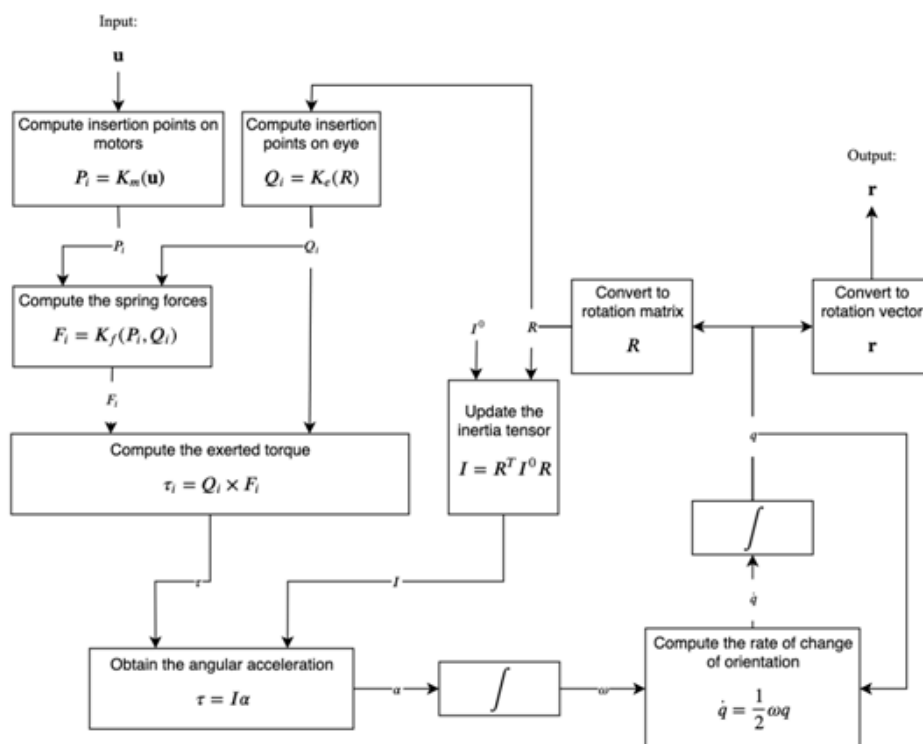 Input:
u
Compute insertion points on
motors
P_i = K_m(u)
Compute insertion
points on eye
Q_i = K_e(R)
Output:
r
P_i
Q_i
Compute the spring forces
F_i = K_f(P_i, Q_i)
I^0
R
Convert to
rotation matrix
R
Convert to
rotation vector
r
F_i
Update the
inertia tensor
I = R^T I^0 R
q
Compute the exerted torque
τ_i = Q_i × F_i
∫
τ
I
q̇
Obtain the angular acceleration
τ = Iα
α
∫
ω
Compute the rate of change
of orientation
q̇ = 1/2 ωq